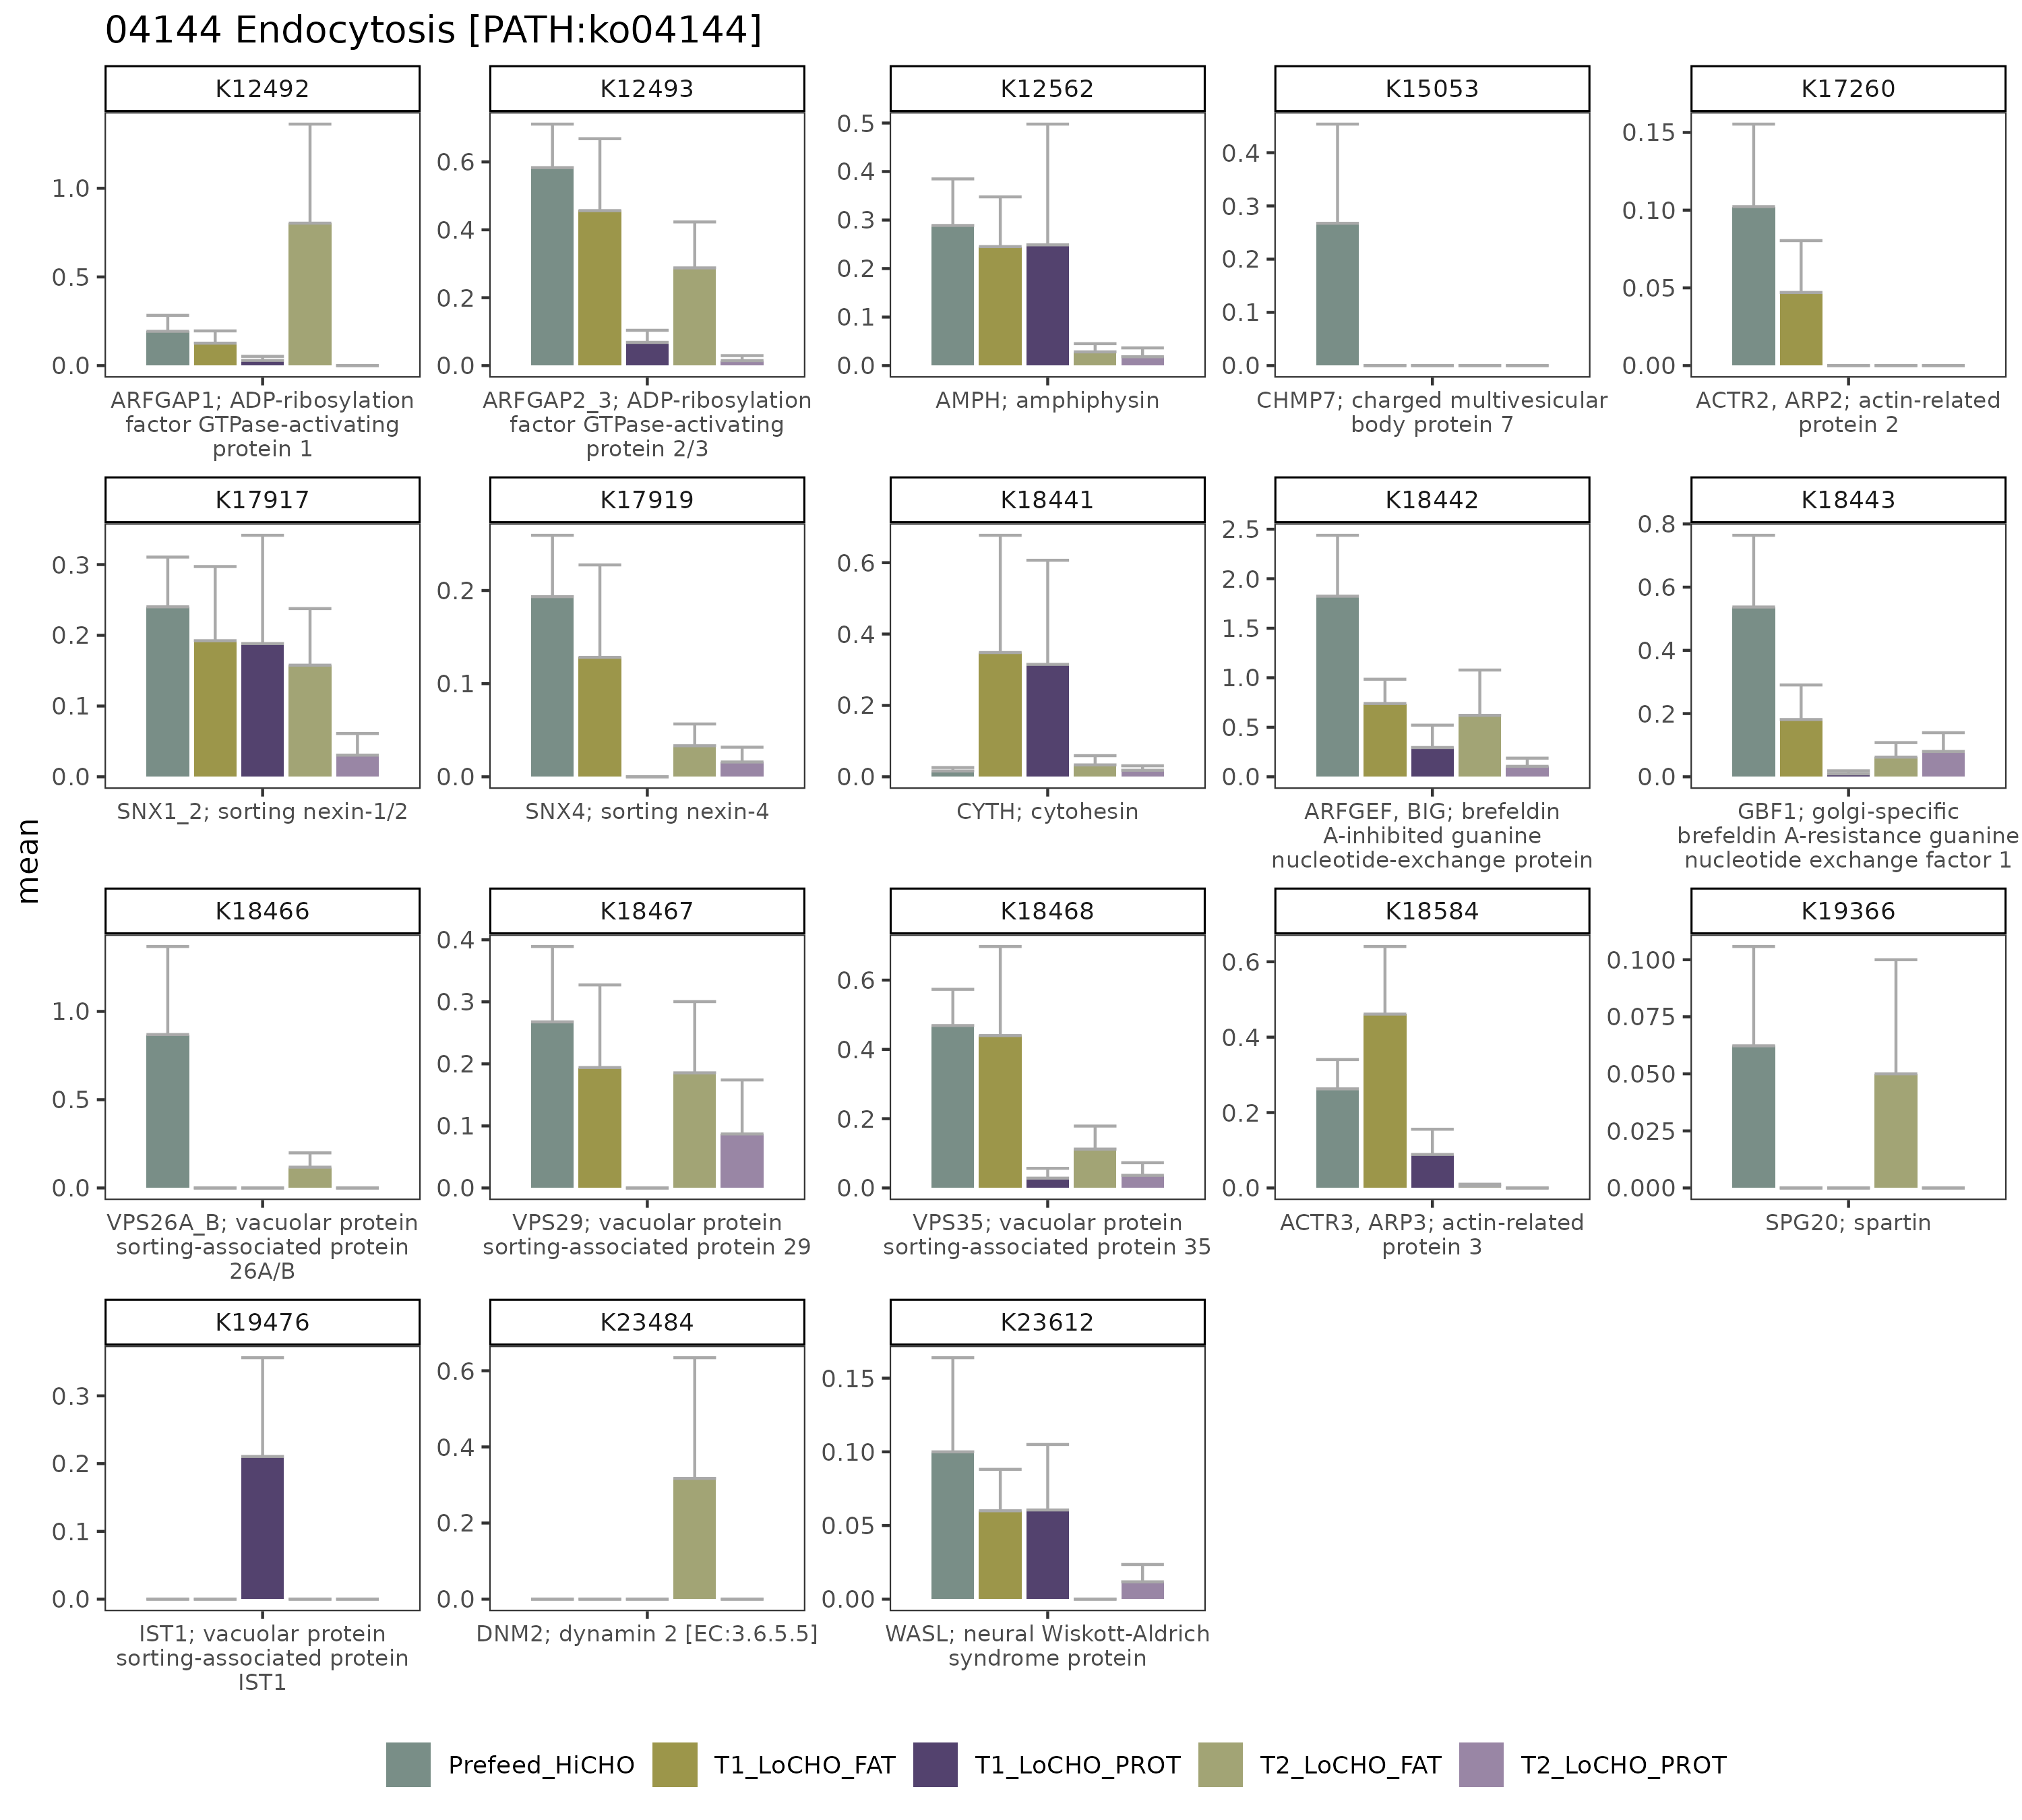 04144 Endocytosis [PATH:ko04144]
mean
K12492
1.0
0.5
0.0
ARFGAP1; ADP-ribosylation
factor GTPase-activating
protein 1
K12493
0.6
0.4
0.2
0.0
ARFGAP2_3; ADP-ribosylation
factor GTPase-activating
protein 2/3
K12562
0.5
0.4
0.3
0.2
0.1
0.0
AMPH; amphiphysin
K15053
0.4
0.3
0.2
0.1
0.0
CHMP7; charged multivesicular
body protein 7
K17260
0.15
0.10
0.05
0.00
ACTR2, ARP2; actin-related
protein 2
K17917
0.3
0.2
0.1
0.0
SNX1_2; sorting nexin-1/2
K17919
0.2
0.1
0.0
SNX4; sorting nexin-4
K18441
0.6
0.4
0.2
0.0
CYTH; cytohesin
K18442
2.5
2.0
1.5
1.0
0.5
0.0
ARFGEF, BIG; brefeldin
A-inhibited guanine
nucleotide-exchange protein
K18443
0.8
0.6
0.4
0.2
0.0
GBF1; golgi-specific
brefeldin A-resistance guanine
nucleotide exchange factor 1
K18466
1.0
0.5
0.0
VPS26A_B; vacuolar protein
sorting-associated protein
26A/B
K18467
0.4
0.3
0.2
0.1
0.0
VPS29; vacuolar protein
sorting-associated protein 29
K18468
0.6
0.4
0.2
0.0
VPS35; vacuolar protein
sorting-associated protein 35
K18584
0.6
0.4
0.2
0.0
ACTR3, ARP3; actin-related
protein 3
K19366
0.100
0.075
0.050
0.025
0.000
SPG20; spartin
K19476
0.3
0.2
0.1
0.0
IST1; vacuolar protein
sorting-associated protein
IST1
K23484
0.6
0.4
0.2
0.0
DNM2; dynamin 2 [EC:3.6.5.5]
K23612
0.15
0.10
0.05
0.00
WASL; neural Wiskott-Aldrich
syndrome protein
Prefeed_HiCHO
T1_LoCHO_FAT
T1_LoCHO_PROT
T2_LoCHO_FAT
T2_LoCHO_PROT